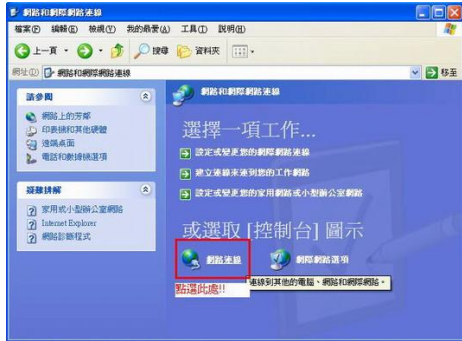 網路和網際網路連線
檔案(F) 編輯(E) 檢視(V) 我的最愛(A) 工具(T) 說明(H)
上一頁 搜尋 資料夾
網址(D) 網路和網際網路連線 移至
請參閱
網路上的芳鄰
印表機和其他硬體
遠端桌面
電話和數據機選項
疑難排解
家用或小型辦公室網路
Internet Explorer
網路診斷程式
網路和網際網路連線
選擇一項工作...
設定或變更您的網際網路連線
建立連線來連到您的工作網路
設定或變更您的家用網路或小型辦公室網路
或選取 [控制台] 圖示
網路連線 網際網路選項
點選此處!!
連線到其他的電腦、網路和網際網路。